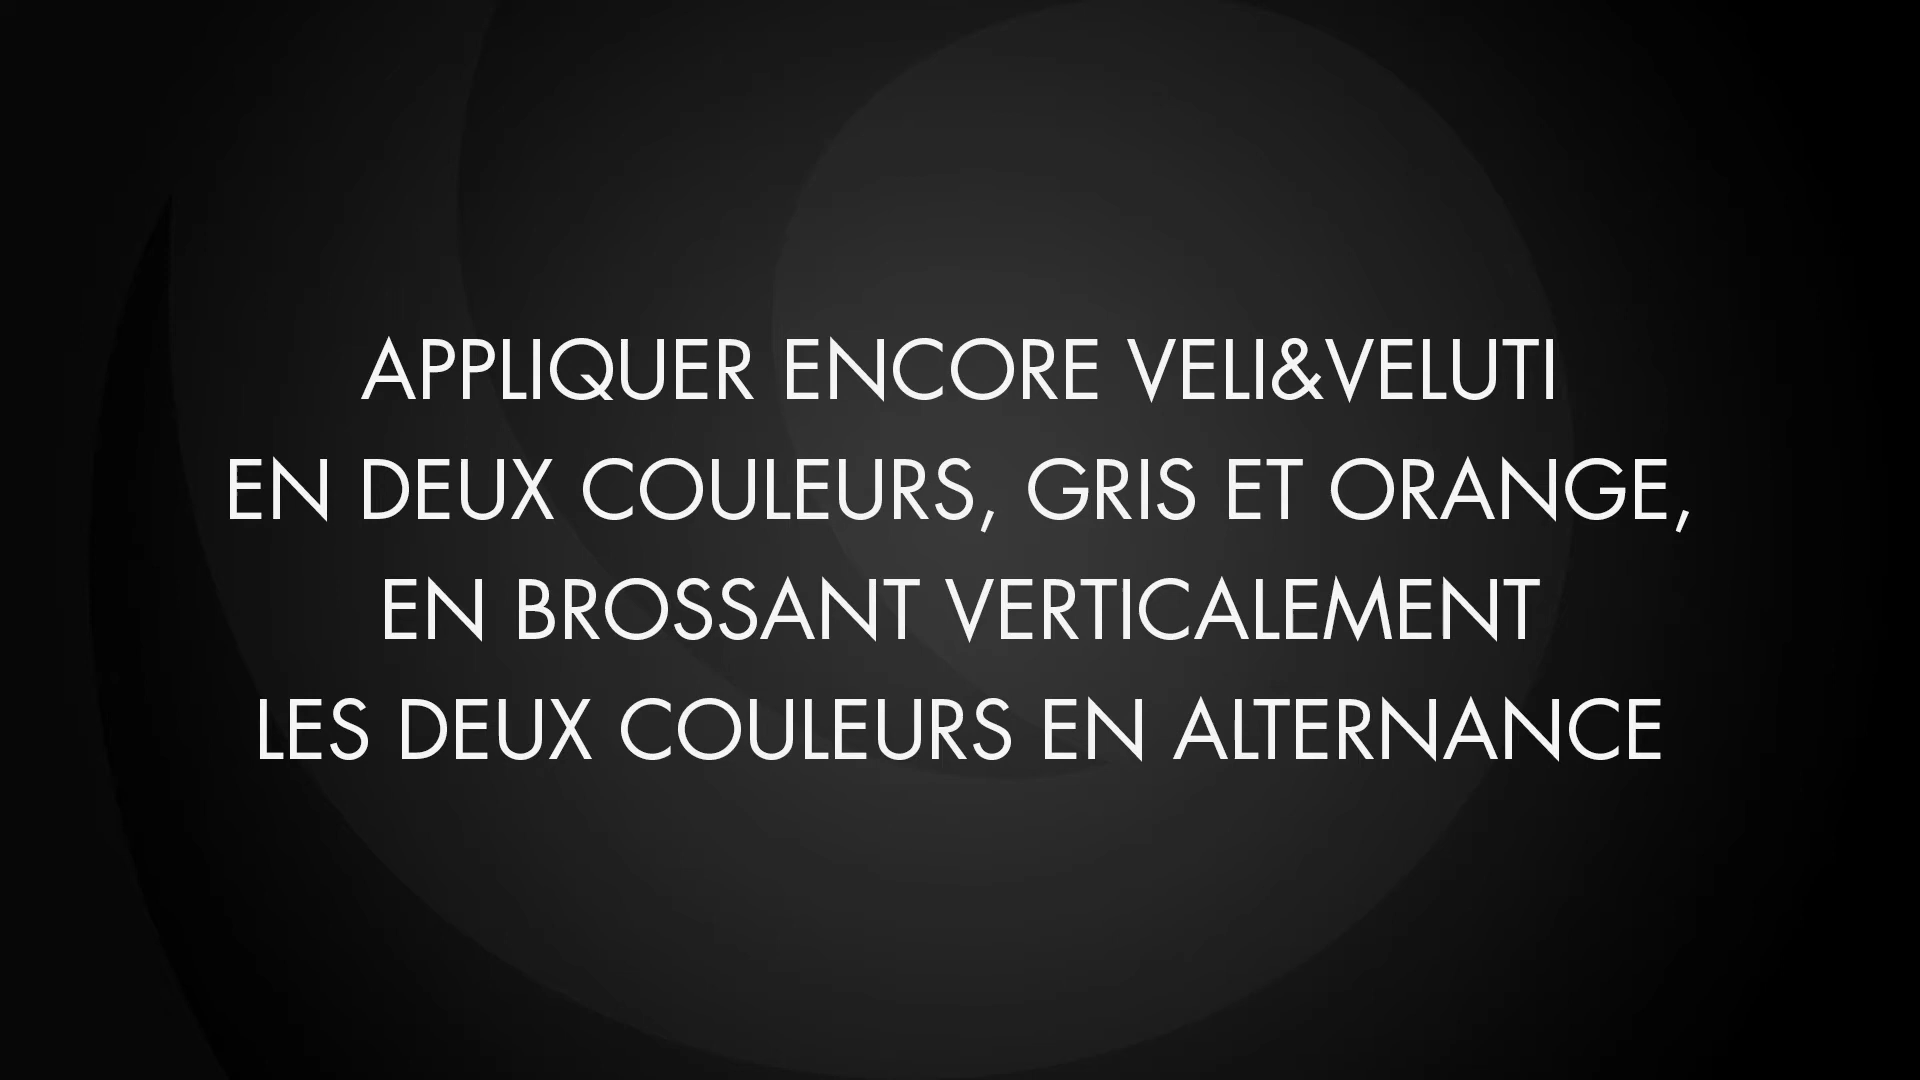 APPLIQUER ENCORE VELI&VELUTI
EN DEUX COULEURS, GRIS ET ORANGE,
EN BROSSANT VERTICALEMENT
LES DEUX COULEURS EN ALTERNANCE